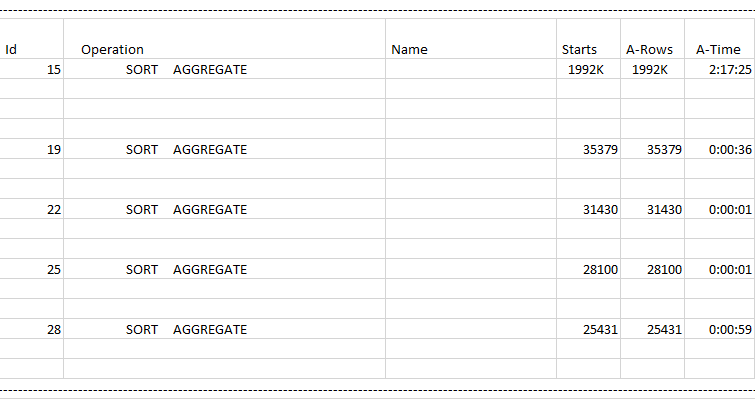 Id Operation Name Starts A-Rows A-Time
15 SORT AGGREGATE 1992K 1992K 2:17:25
19 SORT AGGREGATE 35379 35379 0:00:36
22 SORT AGGREGATE 31430 31430 0:00:01
25 SORT AGGREGATE 28100 28100 0:00:01
28 SORT AGGREGATE 25431 25431 0:00:59